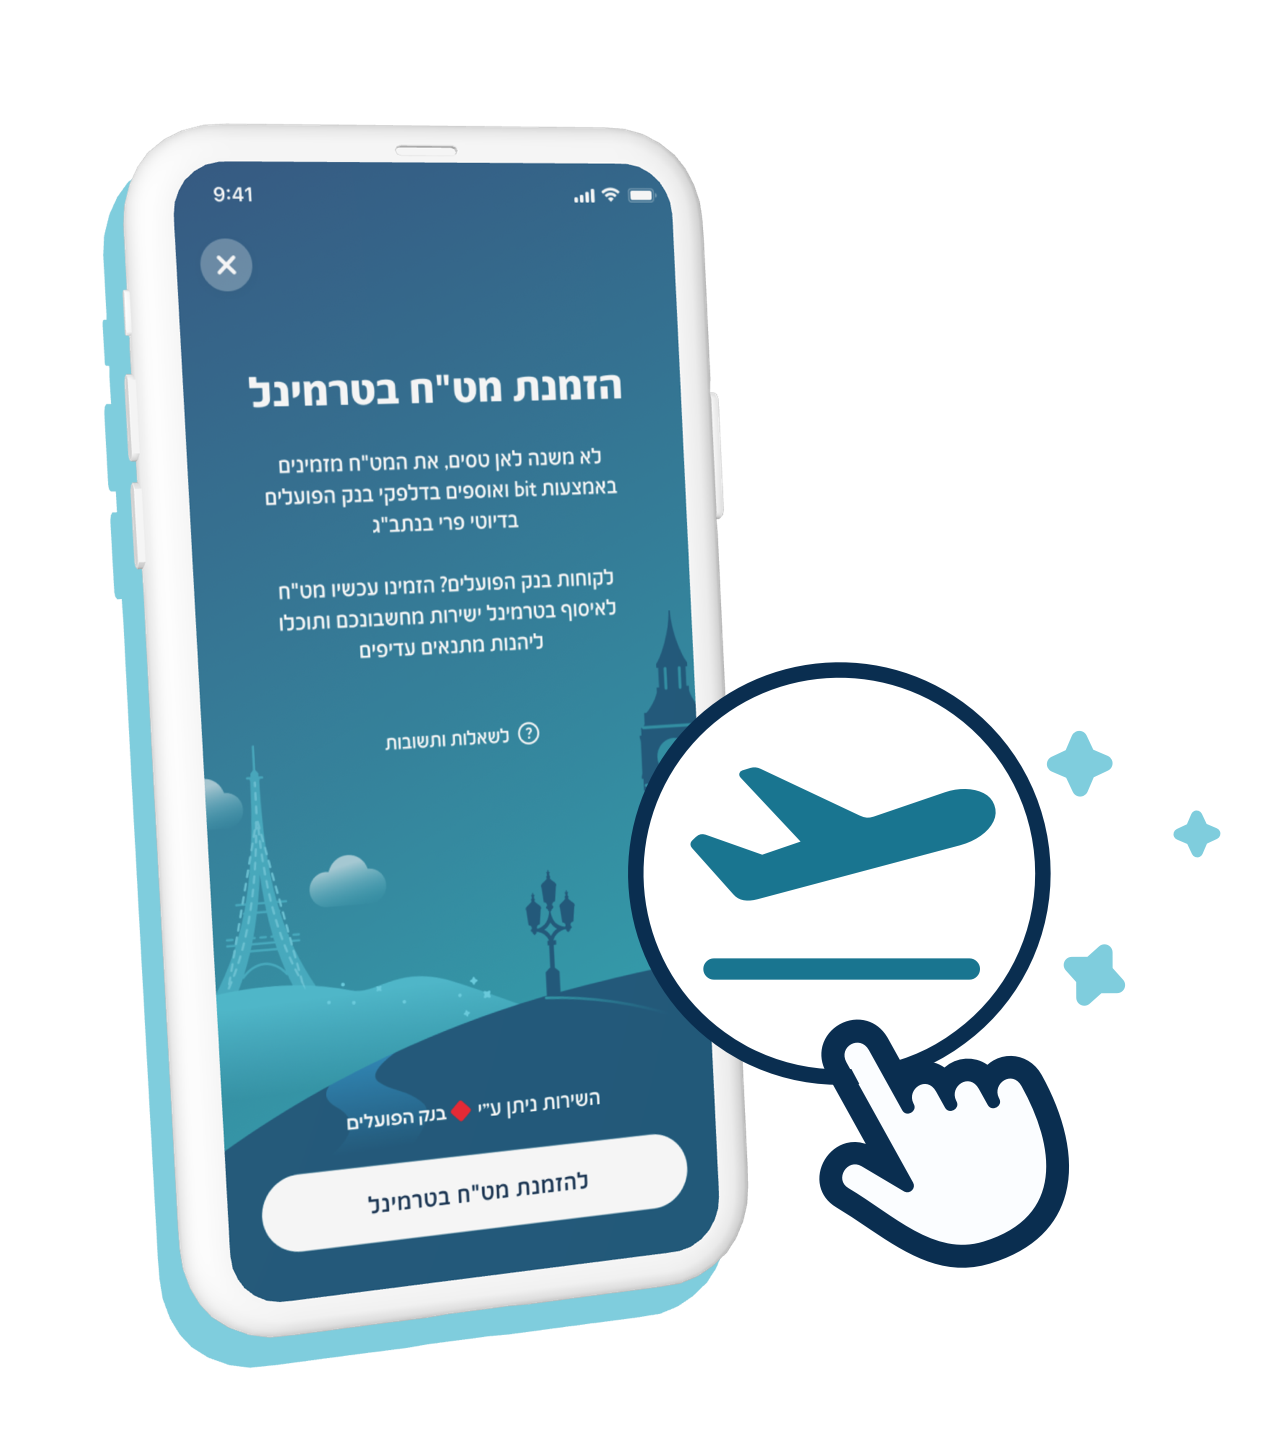 9:41
הזמנת מט"ח בטרמינל
לא משנה לאן טסים, את המט"ח מזמינים
באמצעות bit ואוספים בדלפקי בנק הפועלים
בדיוטי פרי בנתב"ג
לקוחות בנק הפועלים? הזמינו עכשיו מט"ח
לאיסוף בטרמינל ישירות מחשבונכם ותוכלו
ליהנות מתנאים עדיפים
? לשאלות ותשובות
השירות ניתן ע"י בנק הפועלים
להזמנת מט"ח בטרמינל